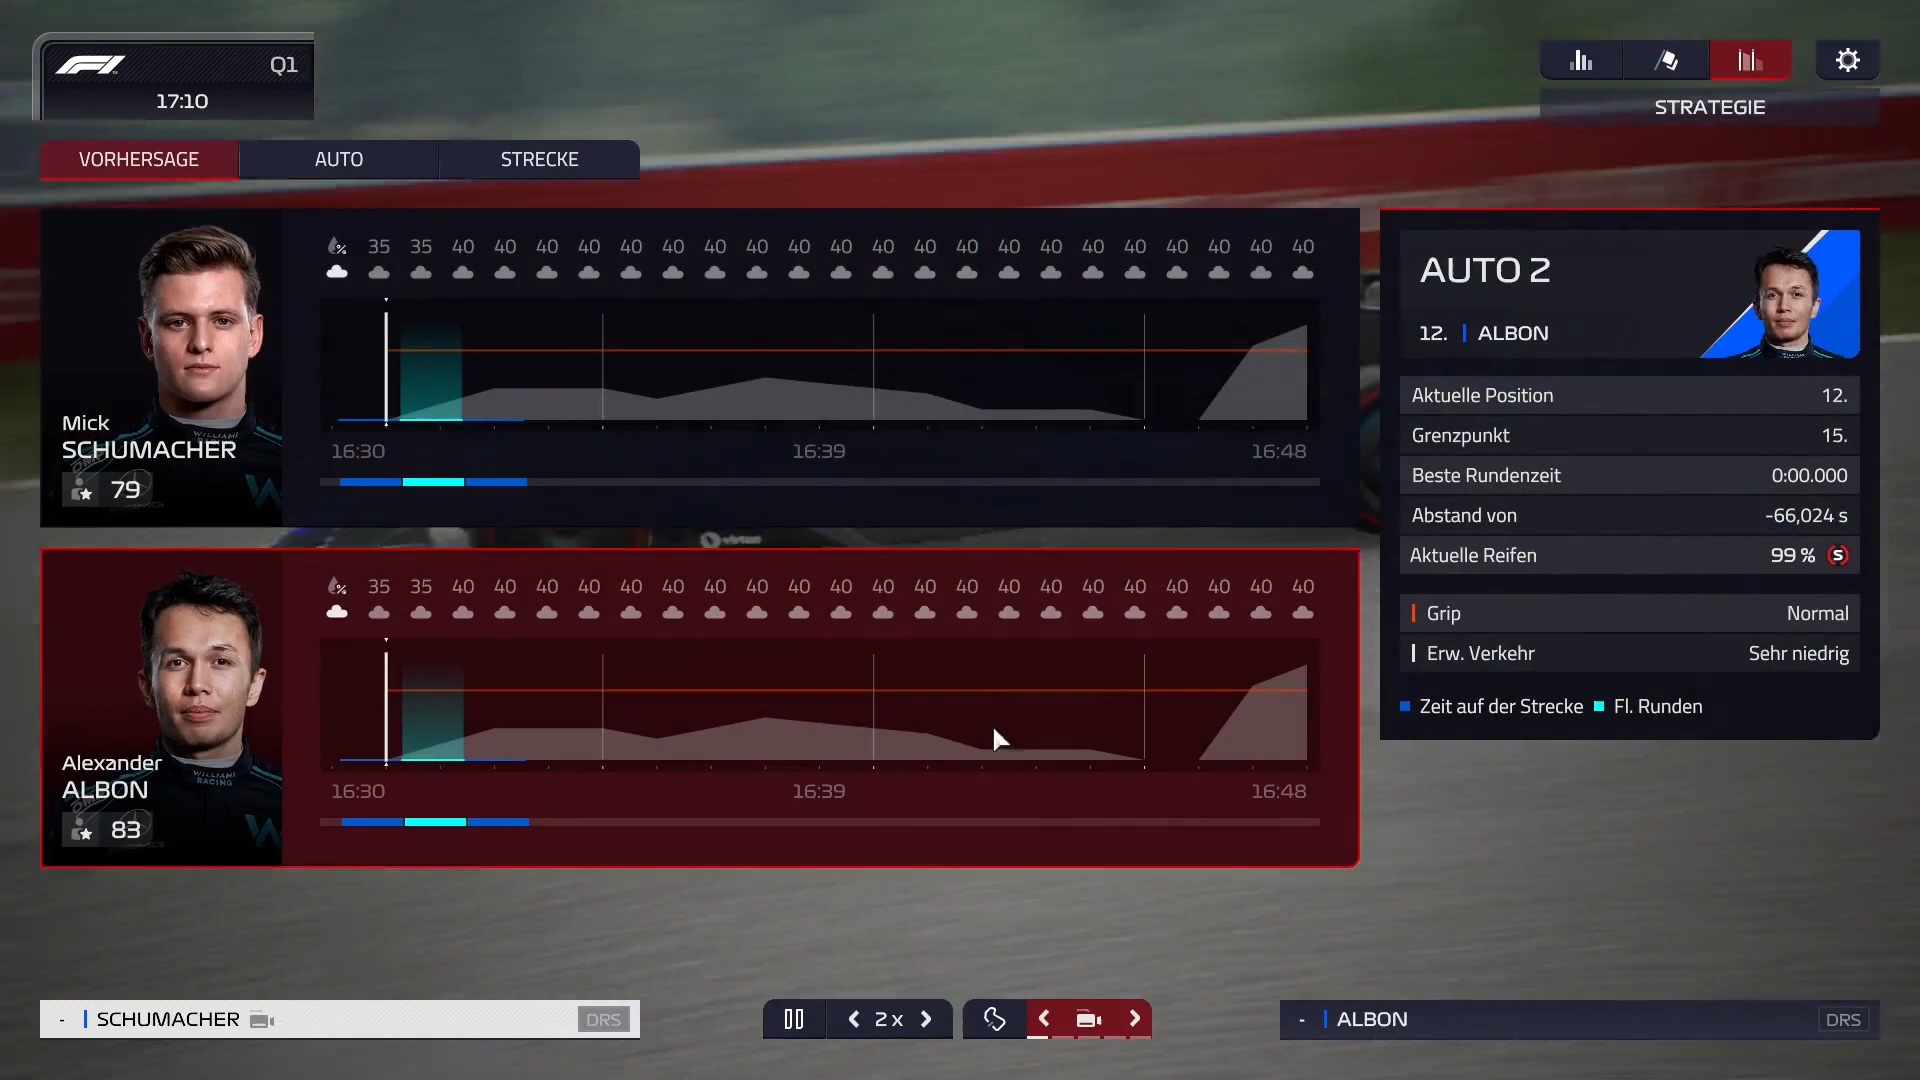 F1 Q1
17:10
STRATEGIE
VORHERSAGE AUTO STRECKE
% 35 35 40 40 40 40 40 40 40 40 40 40 40 40 40 40 40 40 40 40 40 40 40
16:30 16:39 16:48
Mick
SCHUMACHER
79
WILLIAMS
% 35 35 40 40 40 40 40 40 40 40 40 40 40 40 40 40 40 40 40 40 40 40 40
16:30 16:39 16:48
Alexander
ALBON
83
WILLIAMS
RACING
AUTO 2
12. ALBON
Aktuelle Position 12.
Grenzpunkt 15.
Beste Rundenzeit 0:00.000
Abstand von -66,024 s
Aktuelle Reifen 99 % S
Grip Normal
Erw. Verkehr Sehr niedrig
Zeit auf der Strecke Fl. Runden
- SCHUMACHER DRS
2 x
- ALBON DRS